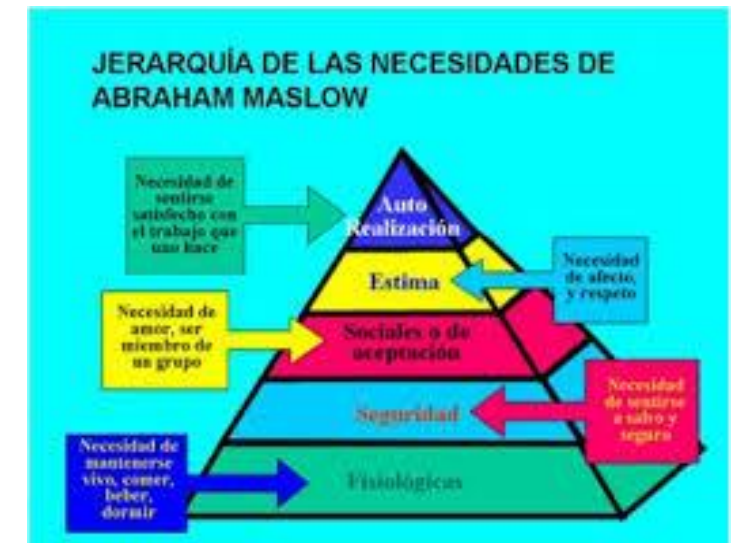 JERARQUÍA DE LAS NECESIDADES DE
ABRAHAM MASLOW
Necesidad de
sentirse
satisfecho con
el trabajo que
uno hace
Auto
Realización
Necesidad
de afecto,
y respeto
Estima
Necesidad de
amor, ser
miembro de
un grupo
Sociales o de
aceptación
Necesidad
de sentirse
a salvo y
seguro
Seguridad
Necesidad de
mantenerse
vivo, comer,
beber,
dormir
Fisiológicas